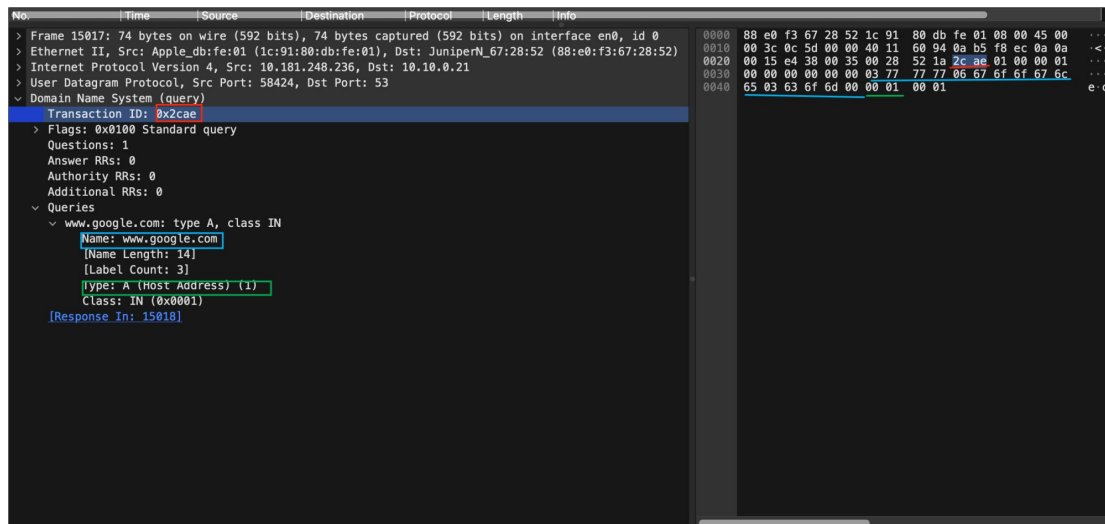 No. Time Source Destination Protocol Length Info
> Frame 15017: 74 bytes on wire (592 bits), 74 bytes captured (592 bits) on interface en0, id 0
> Ethernet II, Src: Apple_db:fe:01 (1c:91:80:db:fe:01), Dst: JuniperN_67:28:52 (88:e0:f3:67:28:52)
> Internet Protocol Version 4, Src: 10.181.248.236, Dst: 10.10.0.21
> User Datagram Protocol, Src Port: 58424, Dst Port: 53
Domain Name System (query)
Transaction ID: 0x2cae
> Flags: 0x0100 Standard query
Questions: 1
Answer RRs: 0
Authority RRs: 0
Additional RRs: 0
Queries
www.google.com: type A, class IN
Name: www.google.com
[Name Length: 14]
[Label Count: 3]
Type: A (Host Address) (1)
Class: IN (0x0001)
[Response In: 15018]
0000 88 e0 f3 67 28 52 1c 91 80 db fe 01 08 00 45 00 ···
0010 00 3c 0c 5d 00 00 40 11 60 94 0a b5 f8 ec 0a 0a ·<·
0020 00 15 e4 38 00 35 00 28 52 1a 2c ae 01 00 00 01 ···
0030 00 00 00 00 00 00 03 77 77 77 06 67 6f 6f 67 6c ···
0040 65 03 63 6f 6d 00 00 01 00 01 e·c